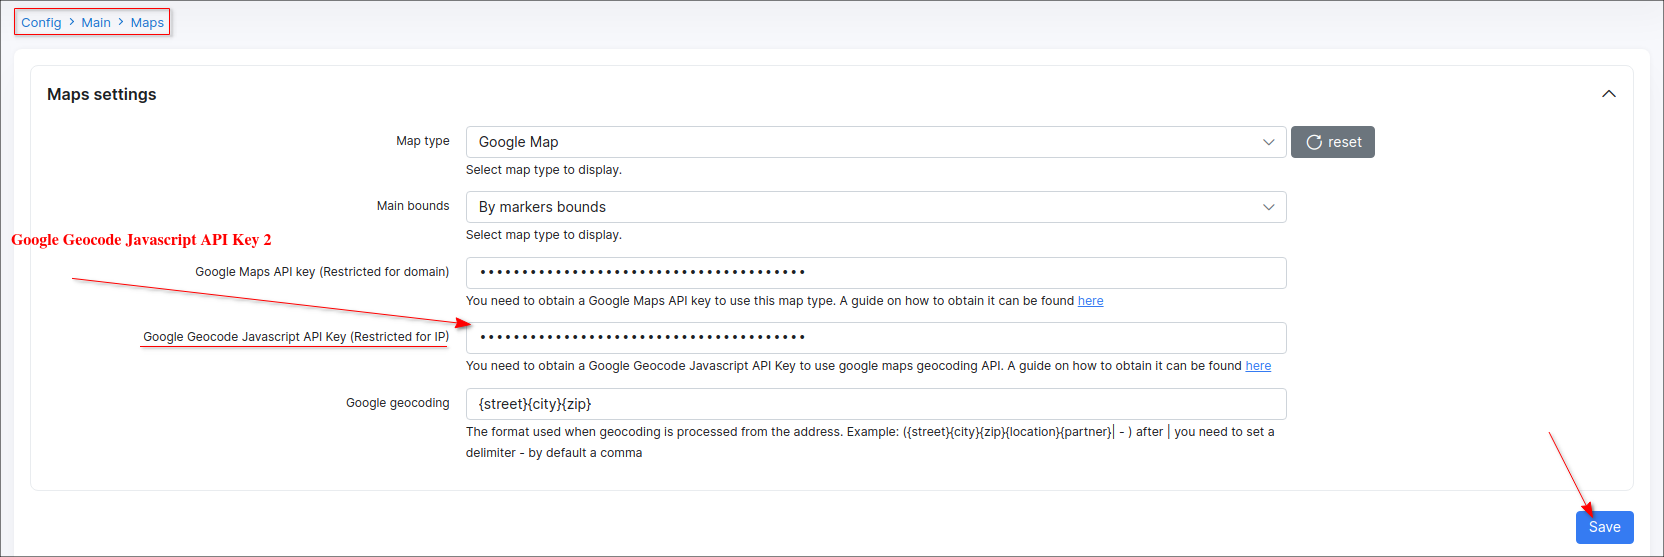 Config > Main > Maps
Maps settings
Map type
Google Map
reset
Select map type to display.
Main bounds
By markers bounds
Select map type to display.
Google Geocode Javascript API Key 2
Google Maps API key (Restricted for domain)
•••••••••••••••••••••••••••••••••••••••
You need to obtain a Google Maps API key to use this map type. A guide on how to obtain it can be found here
Google Geocode Javascript API Key (Restricted for IP)
•••••••••••••••••••••••••••••••••••••••
You need to obtain a Google Geocode Javascript API Key to use google maps geocoding API. A guide on how to obtain it can be found here
Google geocoding
{street}{city}{zip}
The format used when geocoding is processed from the address. Example: ({street}{city}{zip}{location}{partner}| - ) after | you need to set a
delimiter - by default a comma
Save